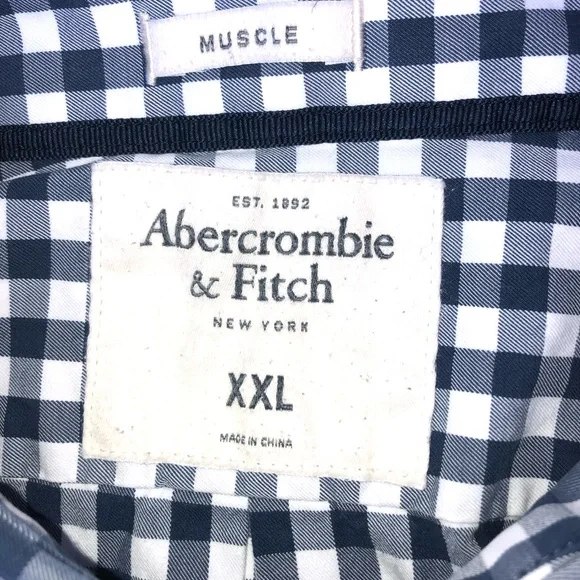 MUSCLE
EST. 1892
Abercrombie
& Fitch
NEW YORK
XXL
MADE IN CHINA